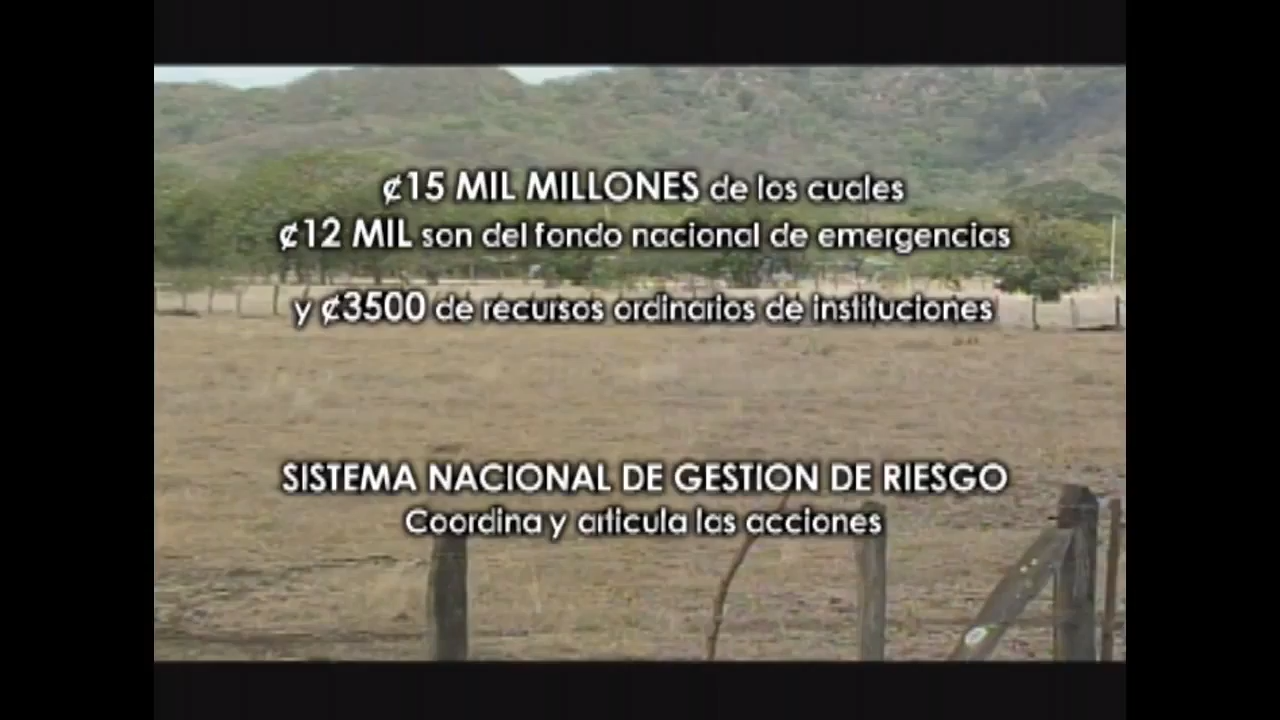 ₡15 MIL MILLONES de los cuales
₡12 MIL son del fondo nacional de emergencias
y ₡3500 de recursos ordinarios de instituciones
SISTEMA NACIONAL DE GESTION DE RIESGO
Coordina y articula las acciones